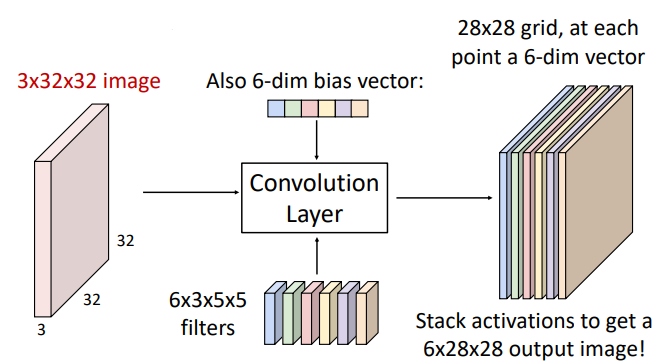 3x32x32 image
32
32
3
Also 6-dim bias vector:
Convolution
Layer
6x3x5x5
filters
28x28 grid, at each
point a 6-dim vector
Stack activations to get a
6x28x28 output image!